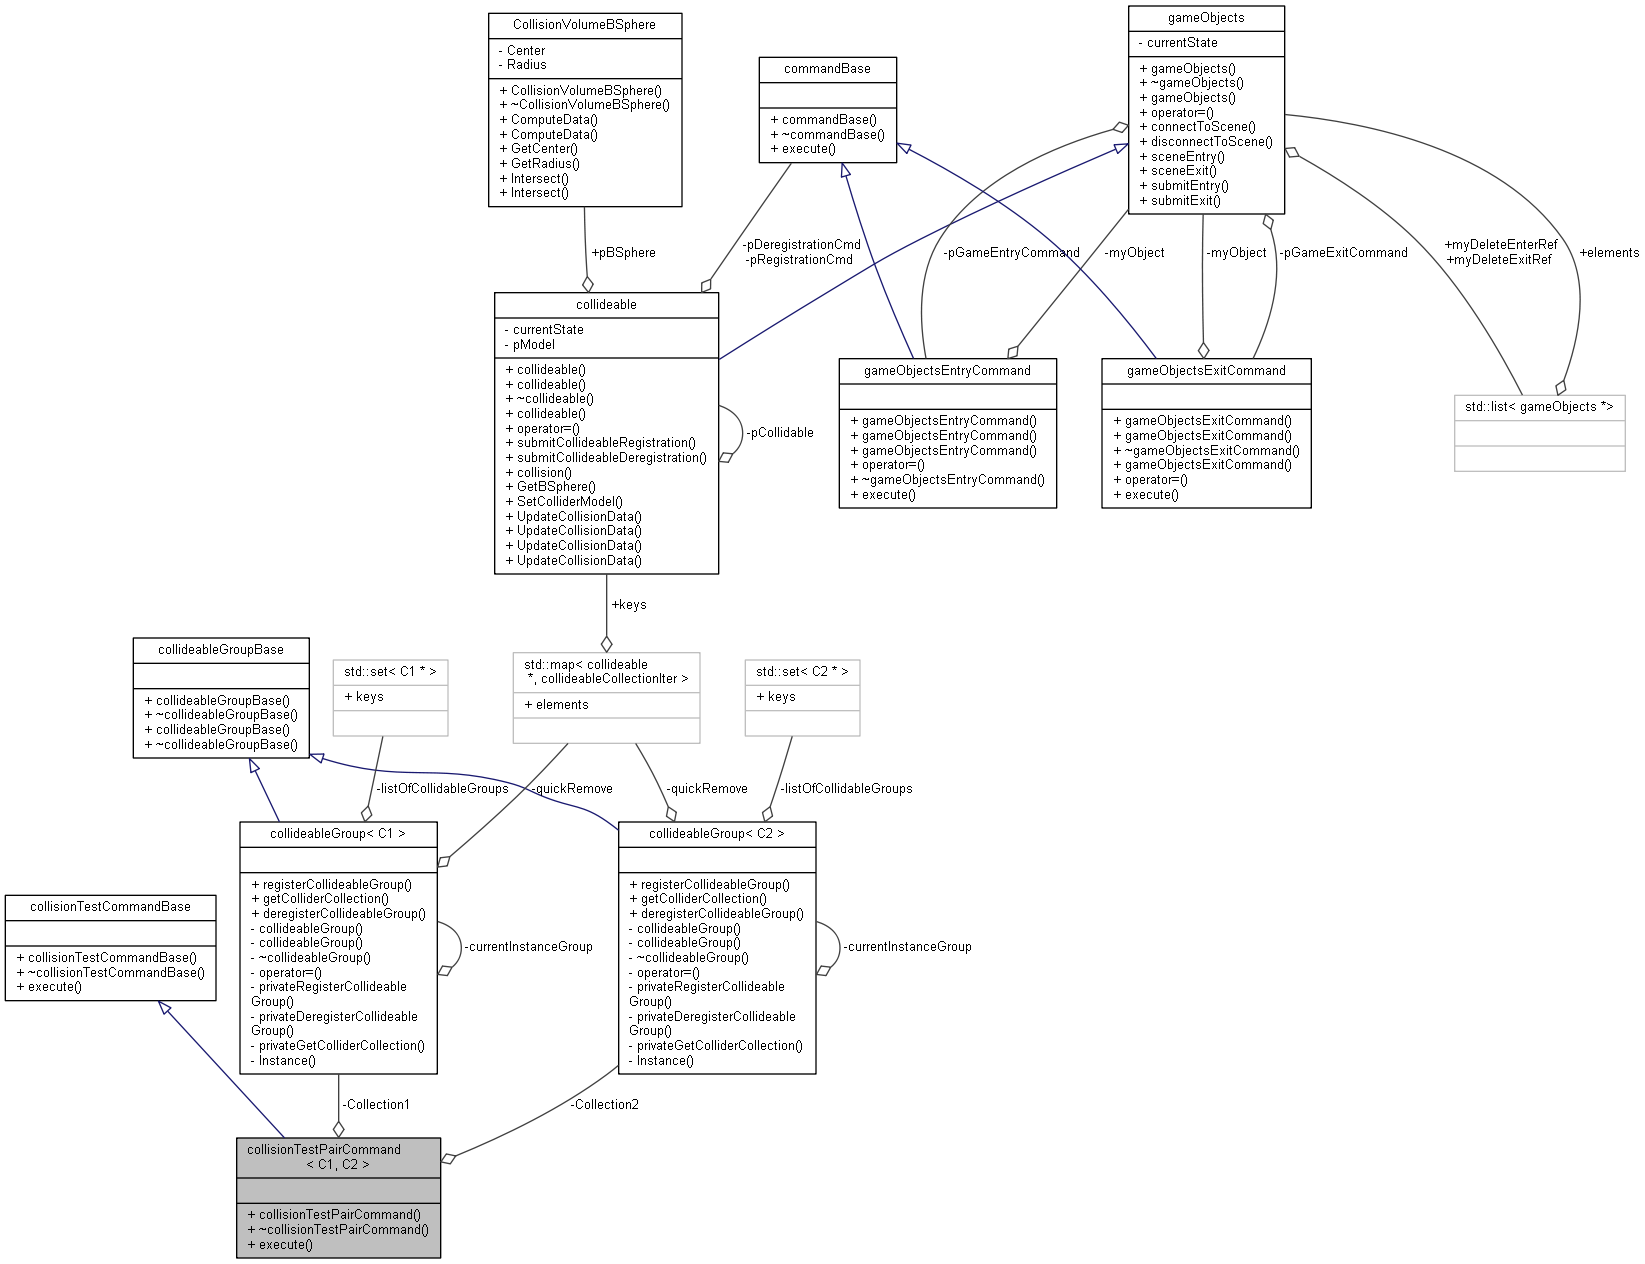 CollisionVolumeBSphere
- Center
- Radius
+ CollisionVolumeBSphere()
+ ~CollisionVolumeBSphere()
+ ComputeData()
+ ComputeData()
+ GetCenter()
+ GetRadius()
+ Intersect()
+ Intersect()
commandBase
+ commandBase()
+ ~commandBase()
+ execute()
gameObjects
- currentState
+ gameObjects()
+ ~gameObjects()
+ gameObjects()
+ operator=()
+ connectToScene()
+ disconnectToScene()
+ sceneEntry()
+ sceneExit()
+ submitEntry()
+ submitExit()
+pBSphere
-pDeregistrationCmd
-pRegistrationCmd
-pGameEntryCommand
-myObject
-myObject
-pGameExitCommand
+myDeleteEnterRef
+myDeleteExitRef
+elements
collideable
- currentState
- pModel
+ collideable()
+ collideable()
+ ~collideable()
+ collideable()
+ operator=()
+ submitCollideableRegistration()
+ submitCollideableDeregistration()
+ collision()
+ GetBSphere()
+ SetColliderModel()
+ UpdateCollisionData()
+ UpdateCollisionData()
+ UpdateCollisionData()
+ UpdateCollisionData()
-pCollidable
gameObjectsEntryCommand
+ gameObjectsEntryCommand()
+ gameObjectsEntryCommand()
+ gameObjectsEntryCommand()
+ operator=()
+ ~gameObjectsEntryCommand()
+ execute()
gameObjectsExitCommand
+ gameObjectsExitCommand()
+ gameObjectsExitCommand()
+ ~gameObjectsExitCommand()
+ gameObjectsExitCommand()
+ operator=()
+ execute()
std::list< gameObjects *>
+keys
collideableGroupBase
+ collideableGroupBase()
+ ~collideableGroupBase()
+ collideableGroupBase()
+ ~collideableGroupBase()
std::set< C1 * >
+ keys
std::map< collideable
*, collideableCollectionIter >
+ elements
std::set< C2 * >
+ keys
-listOfCollidableGroups
-quickRemove
-quickRemove
-listOfCollidableGroups
collideableGroup< C1 >
+ registerCollideableGroup()
+ getColliderCollection()
+ deregisterCollideableGroup()
- collideableGroup()
- collideableGroup()
- ~collideableGroup()
- operator=()
- privateRegisterCollideable
Group()
- privateDeregisterCollideable
Group()
- privateGetColliderCollection()
- Instance()
-currentInstanceGroup
collideableGroup< C2 >
+ registerCollideableGroup()
+ getColliderCollection()
+ deregisterCollideableGroup()
- collideableGroup()
- collideableGroup()
- ~collideableGroup()
- operator=()
- privateRegisterCollideable
Group()
- privateDeregisterCollideable
Group()
- privateGetColliderCollection()
- Instance()
-currentInstanceGroup
collisionTestCommandBase
+ collisionTestCommandBase()
+ ~collisionTestCommandBase()
+ execute()
-Collection1
-Collection2
collisionTestPairCommand
< C1, C2 >
+ collisionTestPairCommand()
+ ~collisionTestPairCommand()
+ execute()